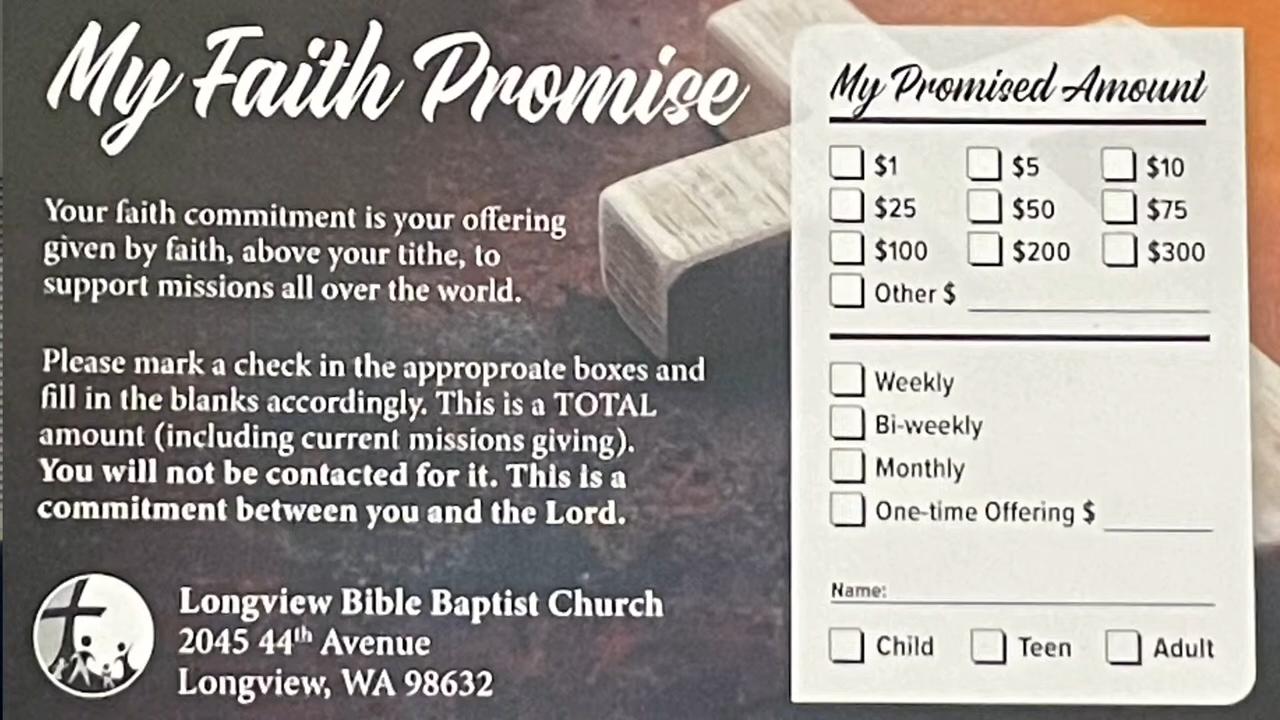 My Faith Promise
Your faith commitment is your offering
given by faith, above your tithe, to
support missions all over the world.
Please mark a check in the approproate boxes and
fill in the blanks accordingly. This is a TOTAL
amount (including current missions giving).
You will not be contacted for it. This is a
commitment between you and the Lord.
Longview Bible Baptist Church
2045 44th Avenue
Longview, WA 98632
My Promised Amount
$1 $5 $10
$25 $50 $75
$100 $200 $300
Other $
Weekly
Bi-weekly
Monthly
One-time Offering $
Name:
Child Teen Adult